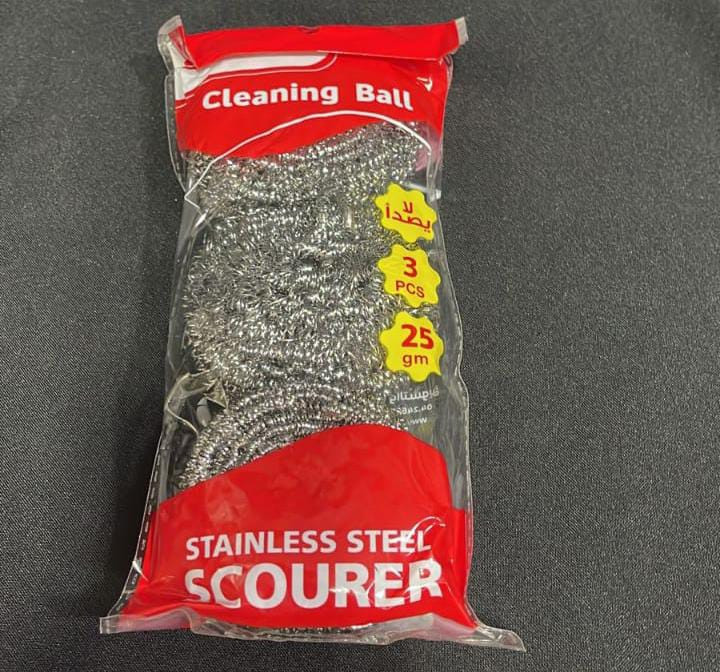 Cleaning Ball
لا
يصدأ
3
PCS
25
gm
STAINLESS STEEL
SCOURER